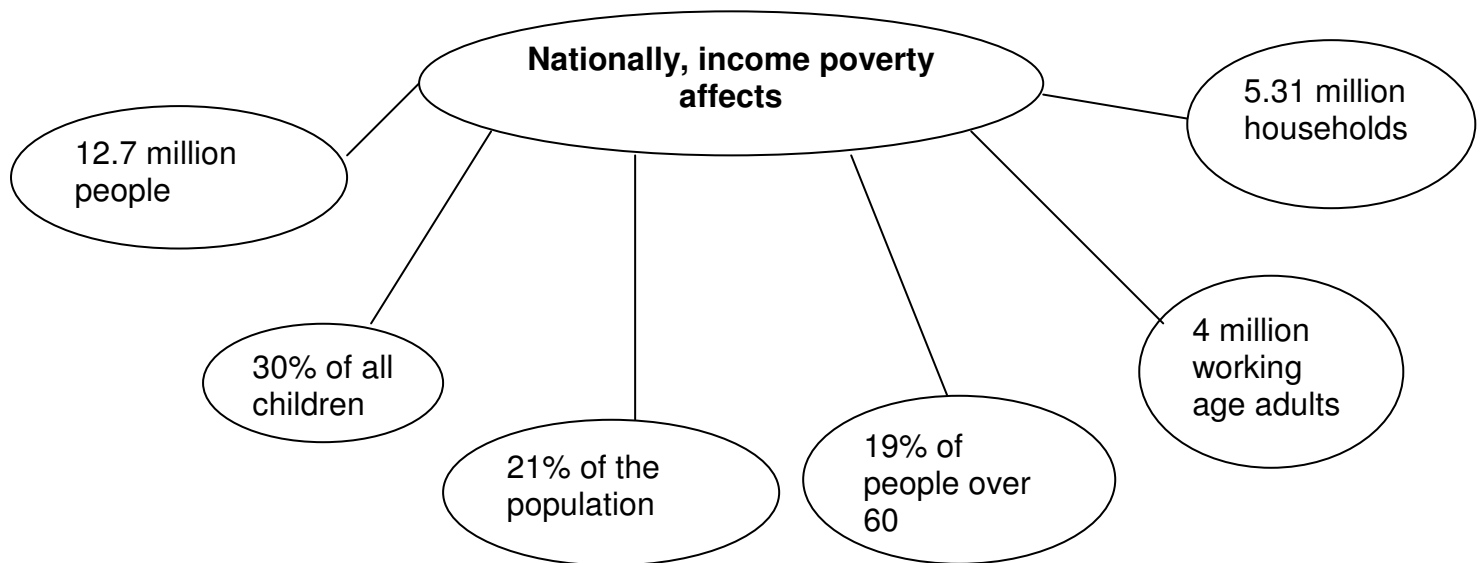 Nationally, income poverty
affects
12.7 million
people
30% of all
children
21% of the
population
19% of
people over
60
4 million
working
age adults
5.31 million
households